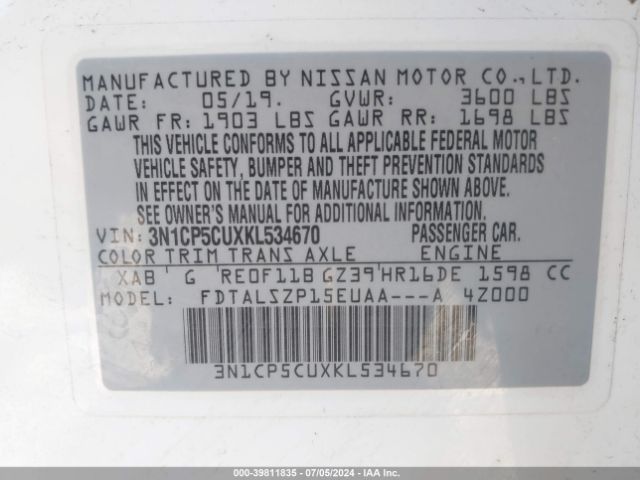 MANUFACTURED BY NISSAN MOTOR CO., LTD.
DATE: 05/19. GVWR: 3600 LBS
GAWR FR: 1903 LBS GAWR RR: 1698 LBS
THIS VEHICLE CONFORMS TO ALL APPLICABLE FEDERAL MOTOR
VEHICLE SAFETY, BUMPER AND THEFT PREVENTION STANDARDS
IN EFFECT ON THE DATE OF MANUFACTURE SHOWN ABOVE.
SEE OWNER'S MANUAL FOR ADDITIONAL INFORMATION.
VIN: 3N1CP5CUXKL534670 PASSENGER CAR.
COLOR TRIM TRANS AXLE ENGINE
XAB G RE0F11B GZ39 HR16DE 1598 CC
MDL: FDTALSZP15EUAA---A 4Z000
3N1CP5CUXKL534670
000-39811835 - 07/05/2024 - IAA Inc.